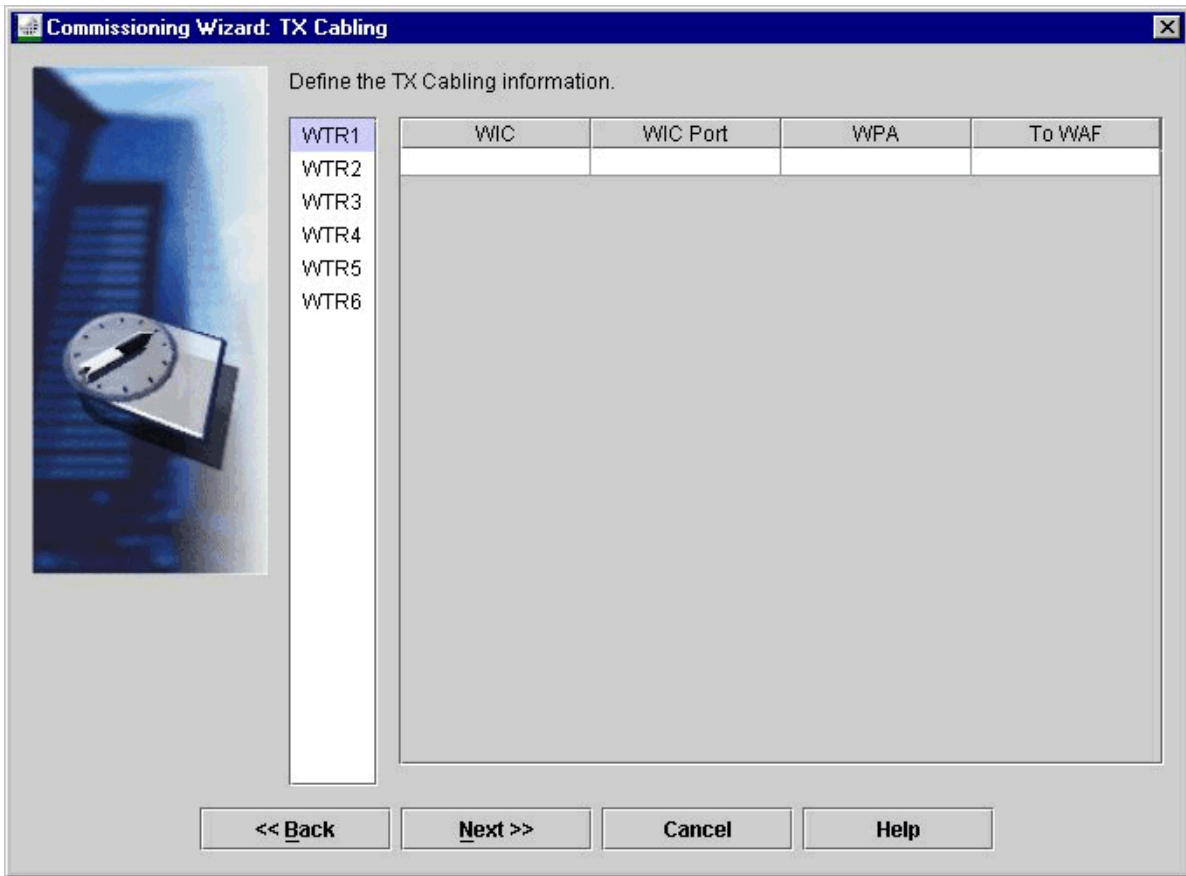 Commissioning Wizard: TX Cabling
Define the TX Cabling information.
WTR1
WTR2
WTR3
WTR4
WTR5
WTR6
WIC WIC Port WPA To WAF
<< Back Next >> Cancel Help